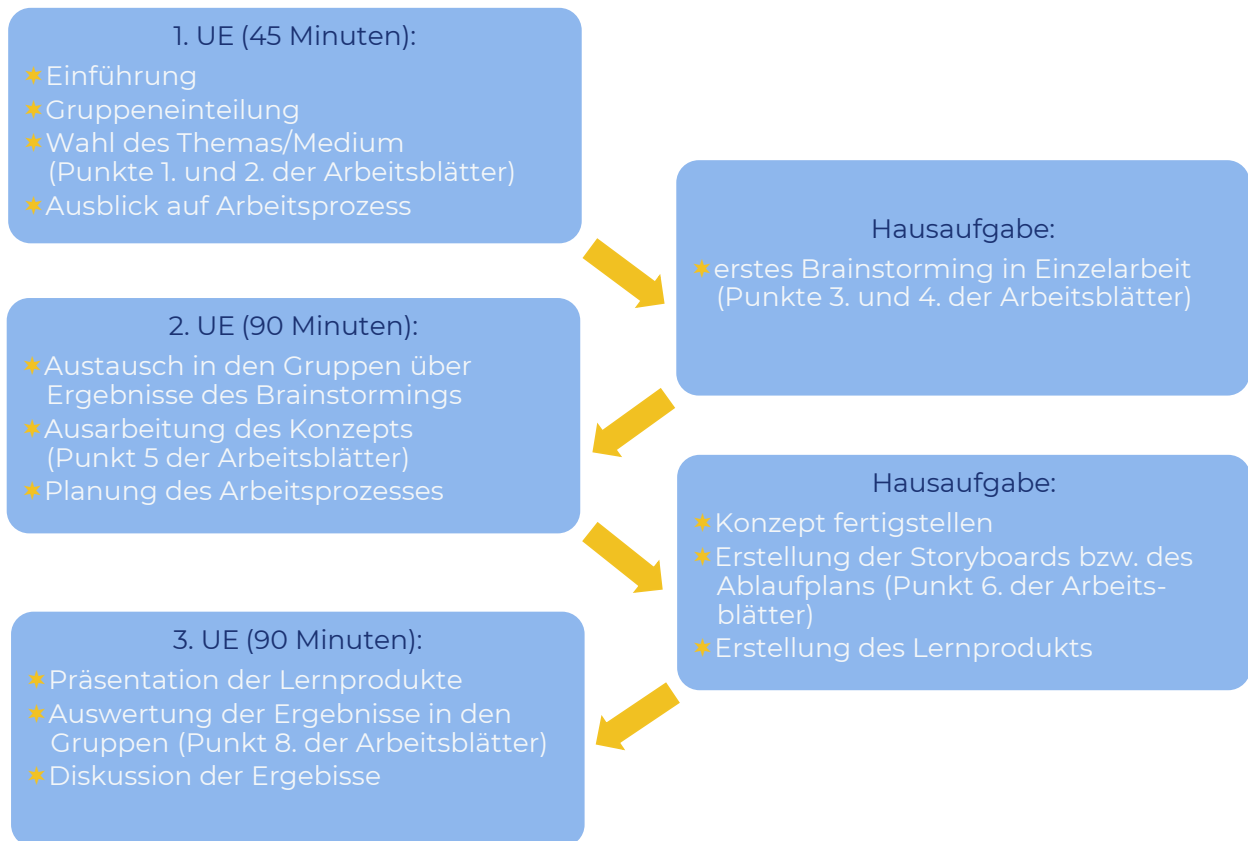 1. UE (45 Minuten):
Einführung
Gruppeneinteilung
Wahl des Themas/Medium
(Punkte 1. und 2. der Arbeitsblätter)
Ausblick auf Arbeitsprozess
Hausaufgabe:
erstes Brainstorming in Einzelarbeit
(Punkte 3. und 4. der Arbeitsblätter)
2. UE (90 Minuten):
Austausch in den Gruppen über
Ergebnisse des Brainstormings
Ausarbeitung des Konzepts
(Punkt 5 der Arbeitsblätter)
Planung des Arbeitsprozesses
Hausaufgabe:
Konzept fertigstellen
Erstellung der Storyboards bzw. des
Ablaufplans (Punkt 6. der Arbeits-
blätter)
Erstellung des Lernprodukts
3. UE (90 Minuten):
Präsentation der Lernprodukte
Auswertung der Ergebnisse in den
Gruppen (Punkt 8. der Arbeitsblätter)
Diskussion der Ergebisse